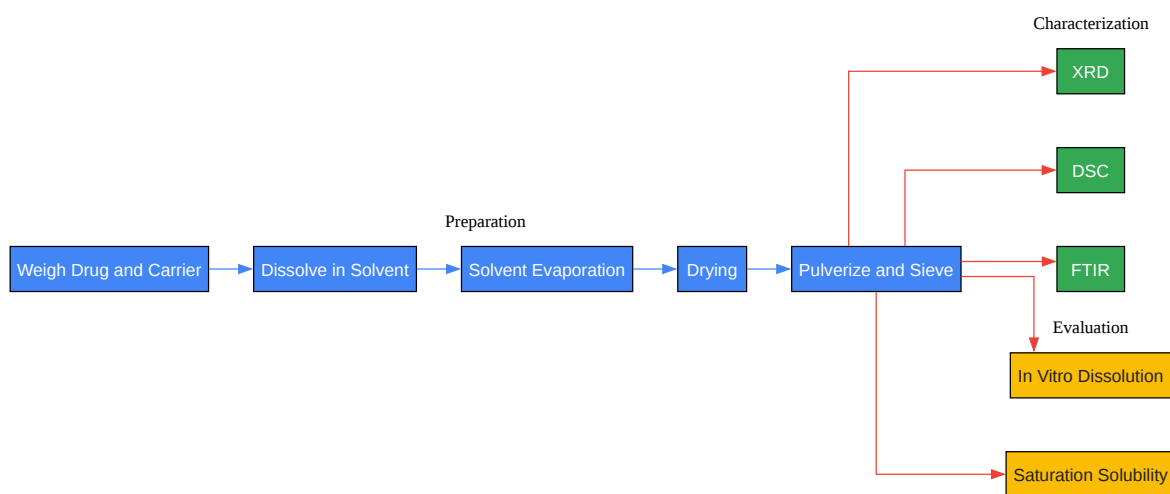 Characterization
XRD
DSC
Preparation
Weigh Drug and Carrier
Dissolve in Solvent
Solvent Evaporation
Drying
Pulverize and Sieve
FTIR
Evaluation
In Vitro Dissolution
Saturation Solubility